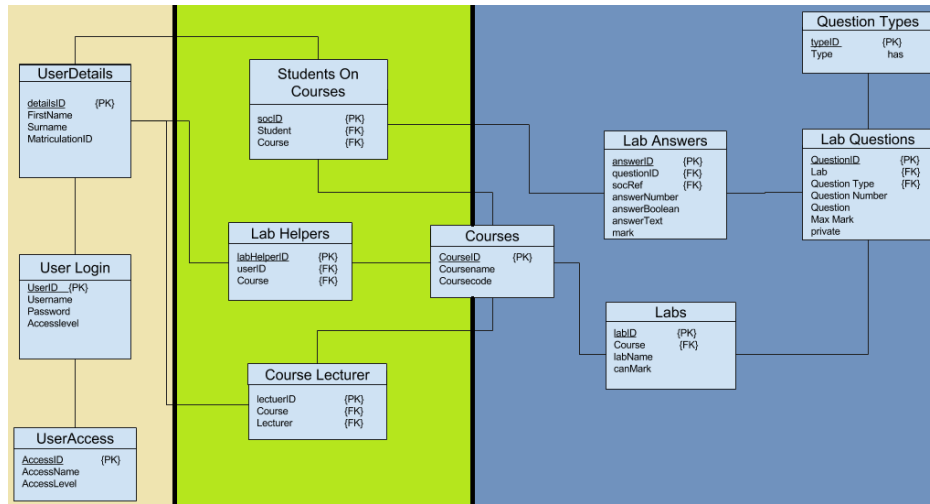 UserDetails
detailsID {PK}
FirstName
Surname
MatriculationID
User Login
UserID {PK}
Username
Password
Accesslevel
UserAccess
AccessID {PK}
AccessName
AccessLevel
Students On
Courses
socID {PK}
Student {FK}
Course {FK}
Lab Helpers
labHelperID {PK}
userID {FK}
Course {FK}
Course Lecturer
lectuerID {PK}
Course {FK}
Lecturer {FK}
Courses
CourseID {PK}
Coursename
Coursecode
Lab Answers
answerID {PK}
questionID {FK}
socRef {FK}
answerNumber
answerBoolean
answerText
mark
Labs
labID {PK}
Course {FK}
labName
canMark
Question Types
typeID {PK}
Type has
Lab Questions
QuestionID {PK}
Lab {FK}
Question Type {FK}
Question Number
Question
Max Mark
private